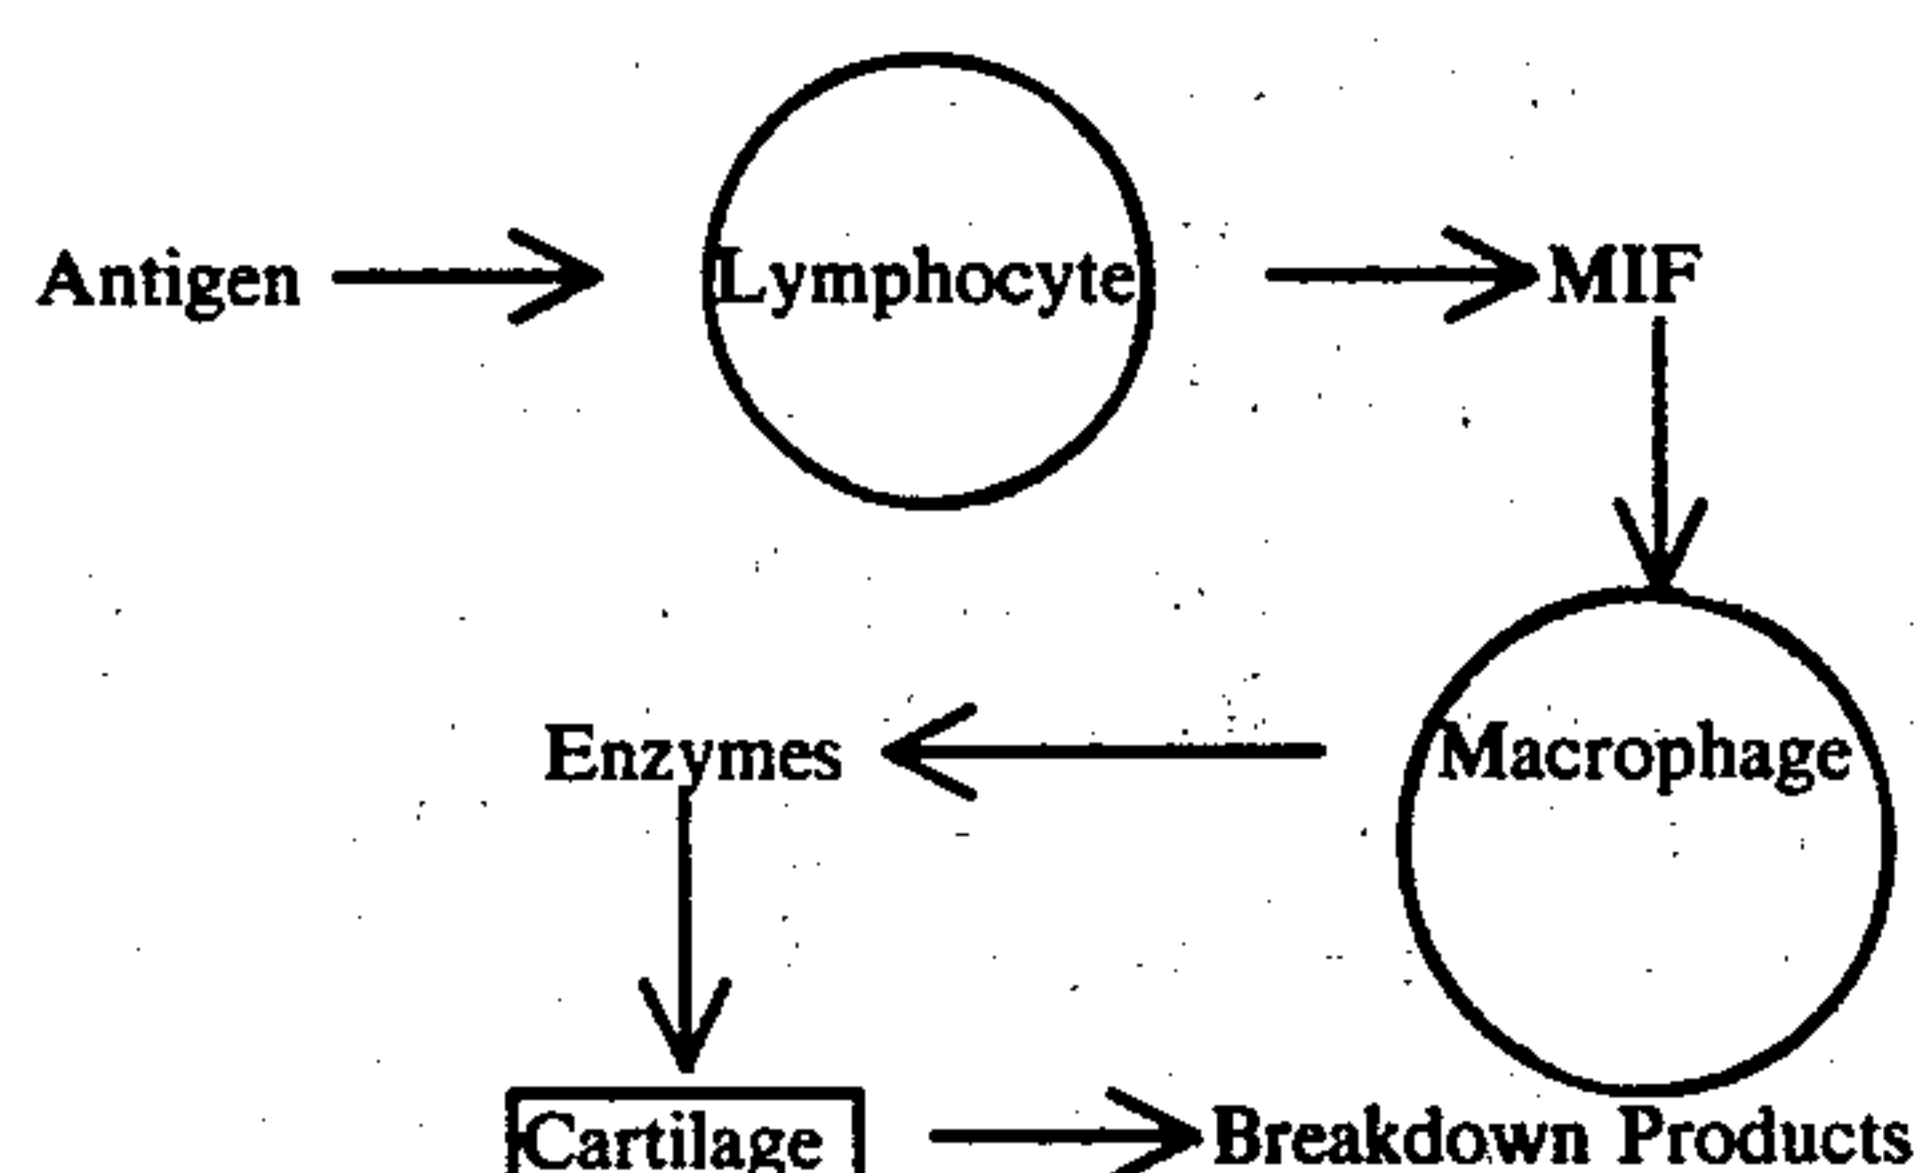 Antigen
Lymphocyte
MIF
Macrophage
Enzymes
Cartilage
Breakdown Products